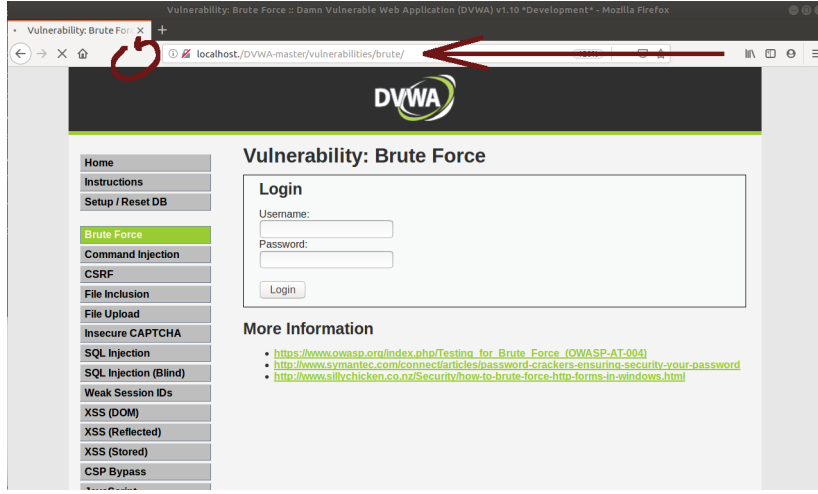 Vulnerability: Brute Force :: Damn Vulnerable Web Application (DVWA) v1.10 *Development* - Mozilla Firefox
Vulnerability: Brute For
localhost./DVWA-master/vulnerabilities/brute/
DVWA
Home
Instructions
Setup / Reset DB
Brute Force
Command Injection
CSRF
File Inclusion
File Upload
Insecure CAPTCHA
SQL Injection
SQL Injection (Blind)
Weak Session IDs
XSS (DOM)
XSS (Reflected)
XSS (Stored)
CSP Bypass
JavaScript
Vulnerability: Brute Force
Login
Username:
Password:
Login
More Information
https://www.owasp.org/index.php/Testing_for_Brute_Force_(OWASP-AT-004)
http://www.symantec.com/connect/articles/password-crackers-ensuring-security-your-password
http://www.sillychicken.co.nz/Security/how-to-brute-force-http-forms-in-windows.html